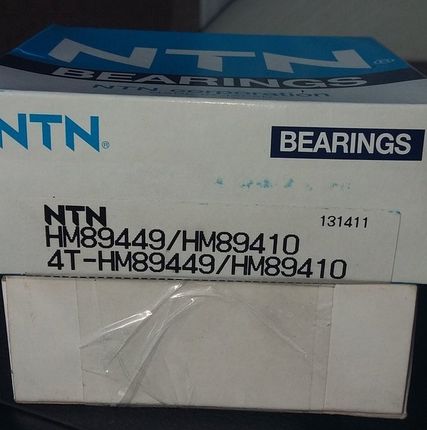 NTN®
BEARINGS
NTN corporation
NTN®
BEARINGS
NTN
131411
HM89449/HM89410
4T-HM89449/HM89410